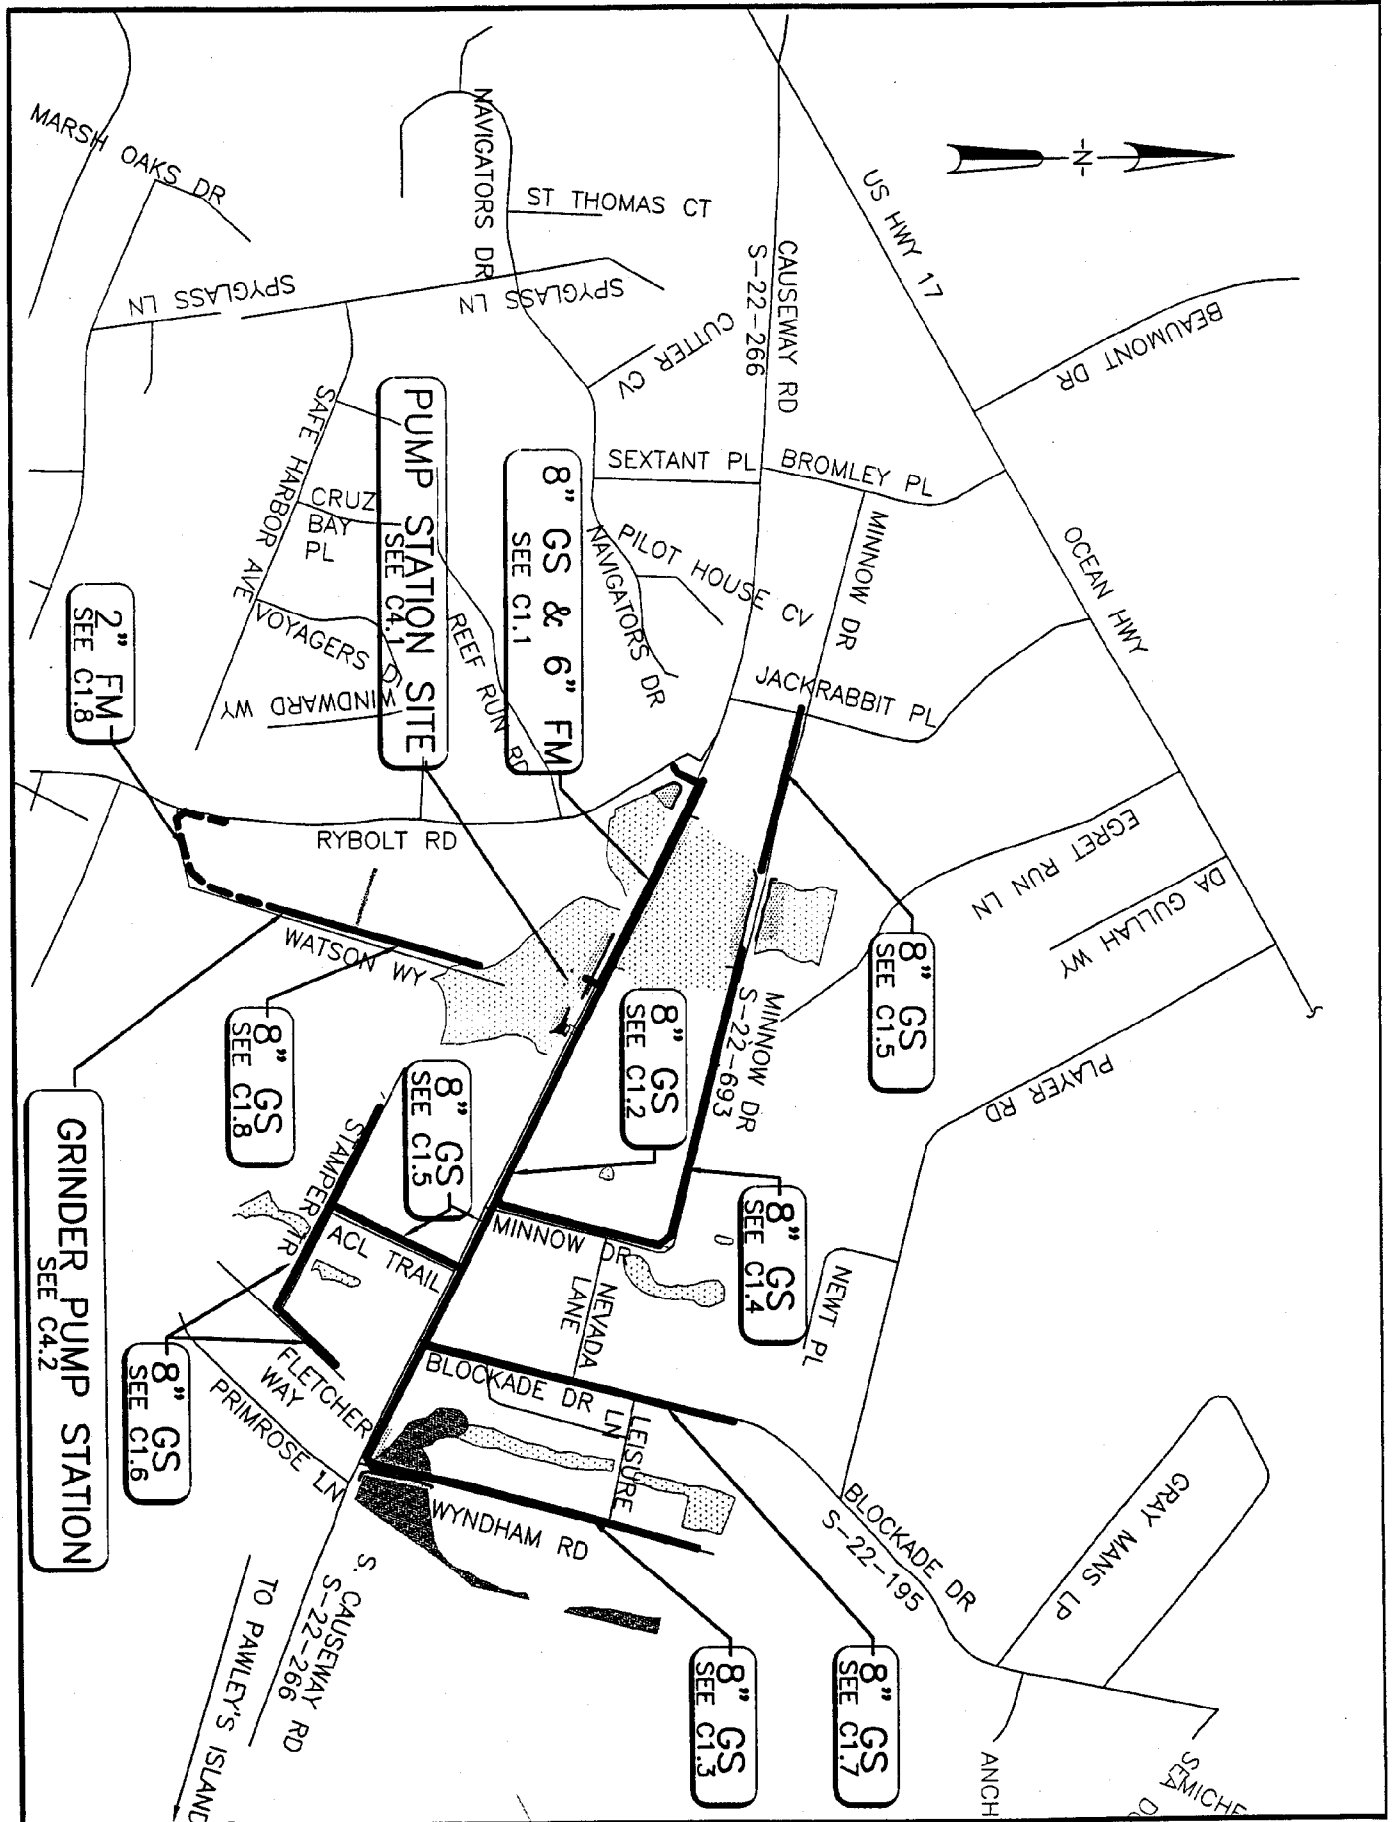 MARSH OAKS DR
NAVIGATORS DR
ST THOMAS CT
SPYGLASS LN
SPYGLASS LN
CUTTER CV
CAUSEWAY RD
S-22-266
US HWY 17
-N-
BEAUMONT DR
OCEAN HWY
SEXTANT PL
BROMLEY PL
MINNOW DR
PILOT HOUSE CV
NAVIGATORS DR
JACKRABBIT PL
SAFE HARBOR AVE
CRUZ
BAY
PL
VOYAGERS D
WINDWARD WY
REEF RUN RD
PUMP STATION SITE
SEE C4.1
8" GS & 6" FM
SEE C1.1
2" FM
SEE C1.8
RYBOLT RD
WATSON WY
EGRET RUN LN
DA GULLAH WY
PLAYER RD
8" GS
SEE C1.5
MINNOW DR
S-22-693
8" GS
SEE C1.2
8" GS
SEE C1.8
8" GS
SEE C1.5
8" GS
SEE C1.4
GRINDER PUMP STATION
SEE C4.2
STAMPER TR
ACL TRAIL
MINNOW DR
NEVADA
LANE
NEWT PL
8" GS
SEE C1.6
FLETCHER
WAY
PRIMROSE LN
BLOCKADE DR
LEISURE
LN
WYNDHAM RD
BLOCKADE DR
S-22-195
GRAY MANS LP
S. CAUSEWAY RD
S-22-266
TO PAWLEY'S ISLAND
8" GS
SEE C1.3
8" GS
SEE C1.7
ANCH
MICHE